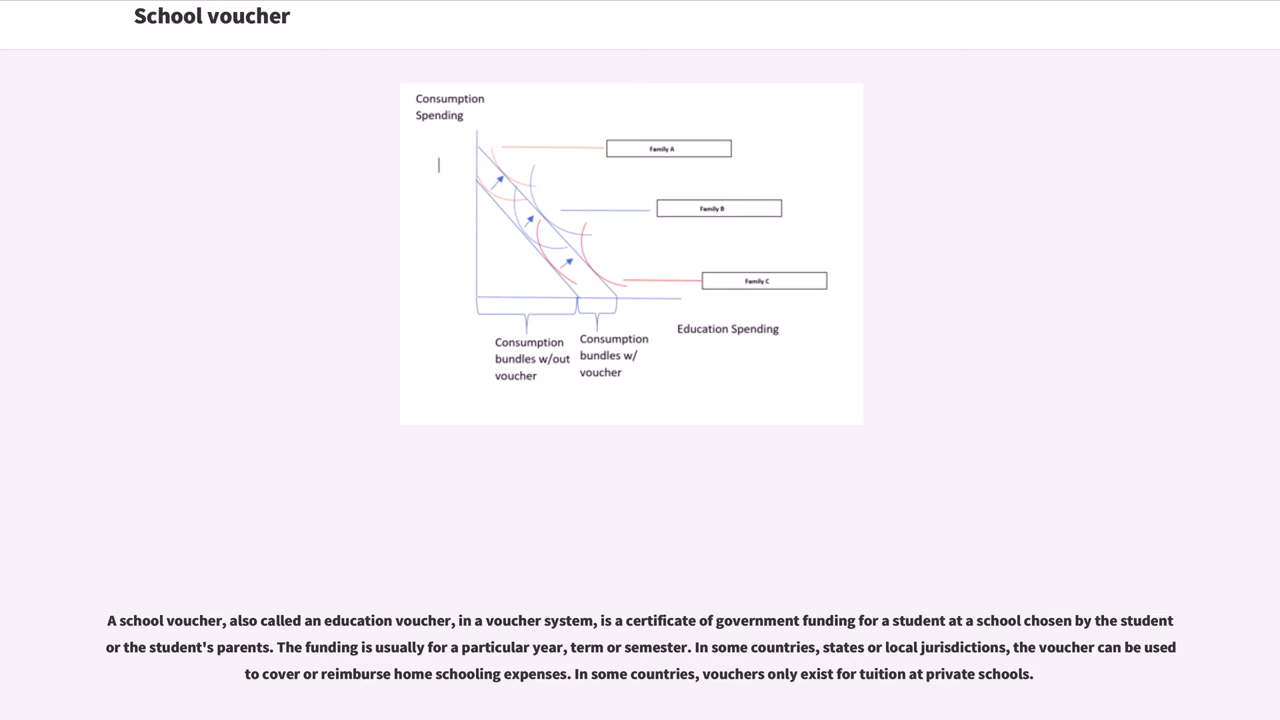 School voucher
Consumption
Spending
Family A
Family B
Family C
Education Spending
Consumption
bundles w/out
voucher
Consumption
bundles w/
voucher
A school voucher, also called an education voucher, in a voucher system, is a certificate of government funding for a student at a school chosen by the student
or the student's parents. The funding is usually for a particular year, term or semester. In some countries, states or local jurisdictions, the voucher can be used
to cover or reimburse home schooling expenses. In some countries, vouchers only exist for tuition at private schools.